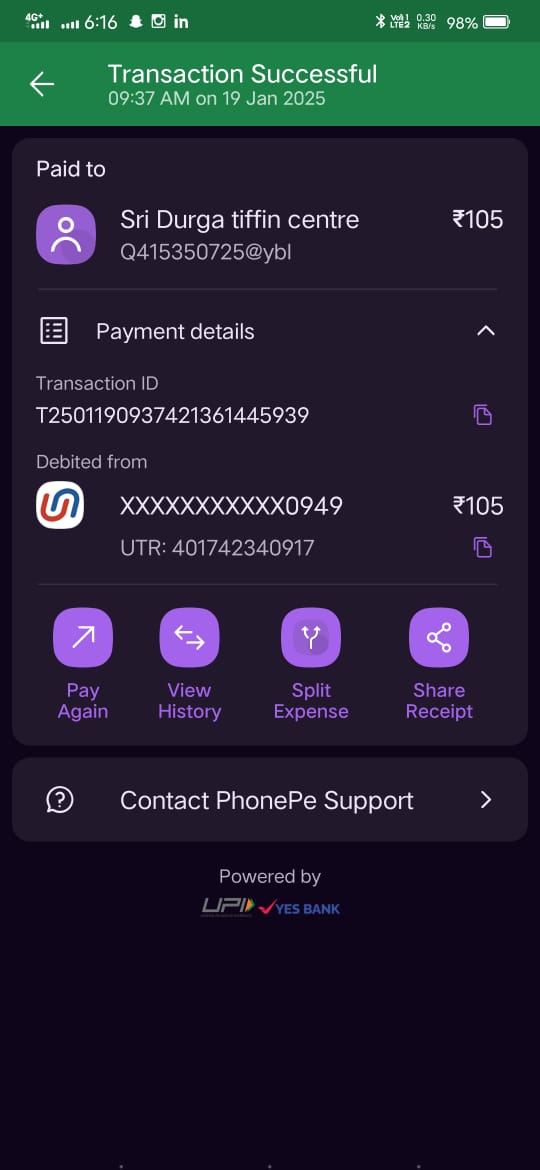 4G+ 6:16 in Vo)) 1 LTE2 0.30 KB/s 98%
Transaction Successful
09:37 AM on 19 Jan 2025
Paid to
Sri Durga tiffin centre ₹105
Q415350725@ybl
Payment details
Transaction ID
T2501190937421361445939
Debited from
XXXXXXXXXXX0949 ₹105
UTR: 401742340917
Pay Again
View History
Split Expense
Share Receipt
Contact PhonePe Support
Powered by
UPI YES BANK